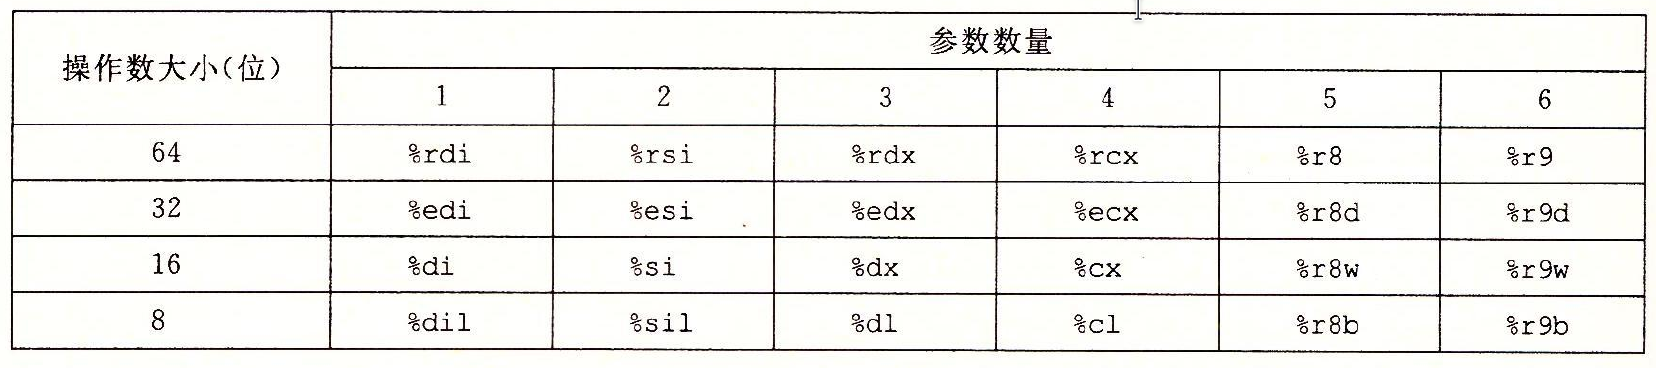 操作数大小(位) 参数数量
1 2 3 4 5 6
64 %rdi %rsi %rdx %rcx %r8 %r9
32 %edi %esi %edx %ecx %r8d %r9d
16 %di %si %dx %cx %r8w %r9w
8 %dil %sil %dl %cl %r8b %r9b